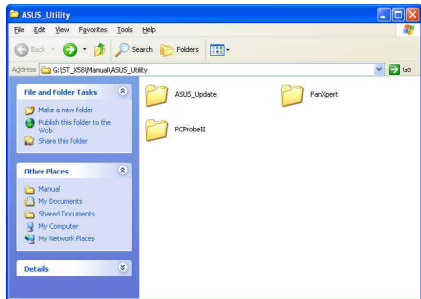 ASUS_Utility
File Edit View Favorites Tools Help
Back Search Folders
Address G:\ST_X58\Manual\ASUS_Utility Go
File and Folder Tasks
Make a new folder
Publish this folder to the
Web
Share this folder
Other Places
Manual
My Documents
Shared Documents
My Computer
My Network Places
Details
ASUS_Update
FanXpert
PCProbeII